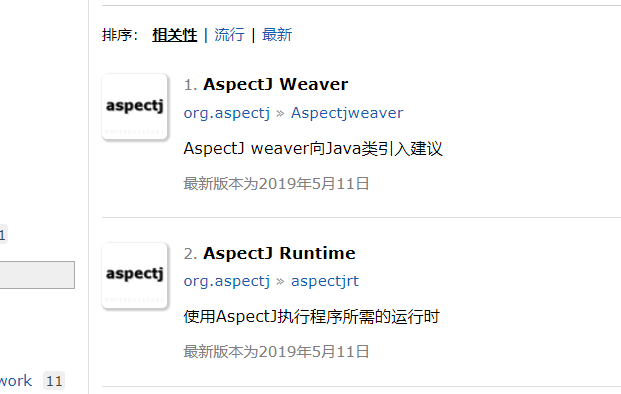 排序： 相关性 | 流行 | 最新
1. AspectJ Weaver
aspectj
org.aspectj » Aspectjweaver
AspectJ weaver向Java类引入建议
最新版本为2019年5月11日
1
2. AspectJ Runtime
aspectj
org.aspectj » aspectjrt
使用AspectJ执行程序所需的运行时
最新版本为2019年5月11日
work 11